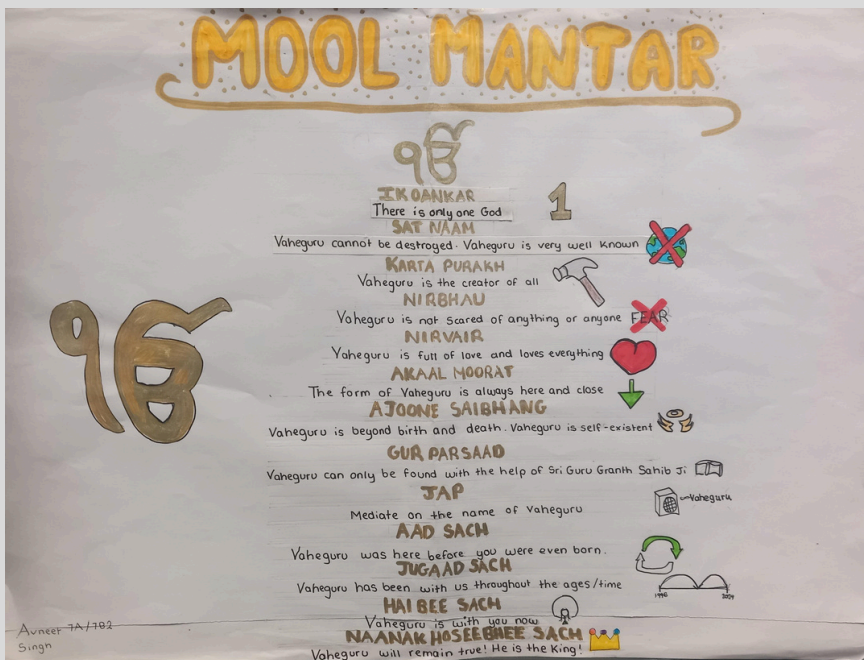 MOOL MANTAR
ੴ
IK OANKAR
There is only one God
1
SAT NAAM
Vaheguru cannot be destroyed. Vaheguru is very well known
KARTA PURAKH
Vaheguru is the creator of all
NIRBHAU
Vaheguru is not scared of anything or anyone FEAR
NIRVAIR
Vaheguru is full of love and loves everything
AKAAL MOORAT
The form of Vaheguru is always here and close
AJOONE SAIBHANG
Vaheguru is beyond birth and death. Vaheguru is self-existent
GUR PARSAAD
Vaheguru can only be found with the help of Sri Guru Granth Sahib Ji
JAP
Mediate on the name of Vaheguru
Vaheguru
AAD SACH
Vaheguru was here before you were even born.
JUGAAD SACH
Vaheguru has been with us throughout the ages/time
HAI BEE SACH
Vaheguru is with you now
NAANAK HOSEE BHEE SACH
Vaheguru will remain true! He is the King!
ੴ
Avneet 7A/702
Singh